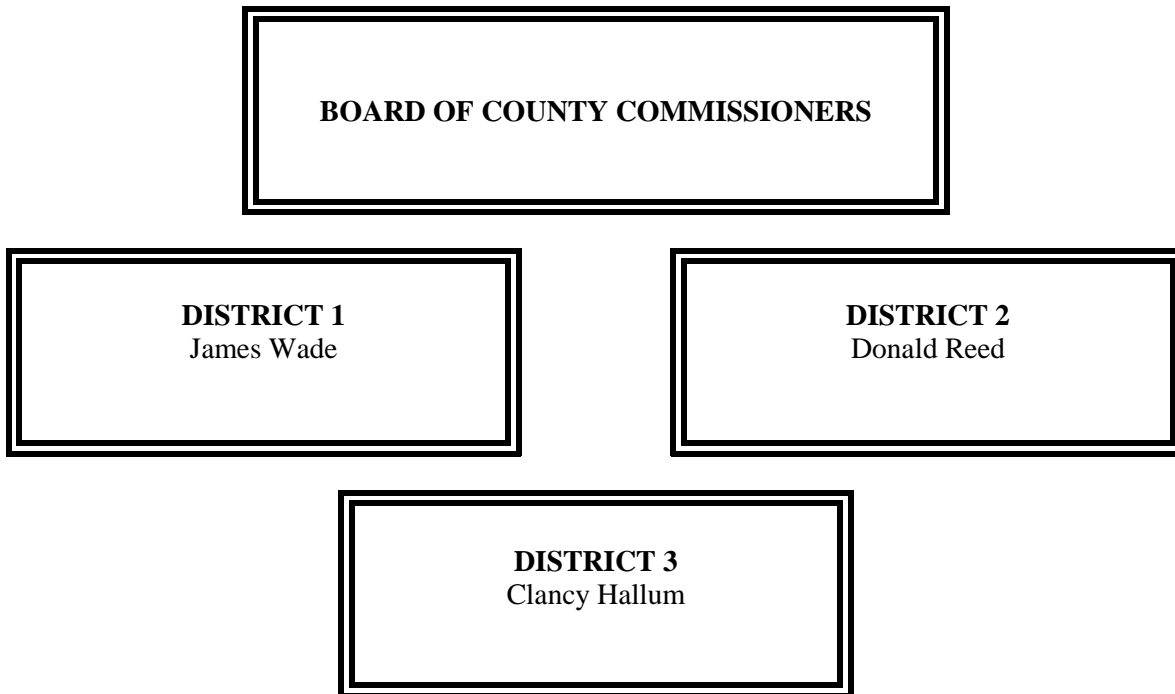 BOARD OF COUNTY COMMISSIONERS
DISTRICT 1
James Wade
DISTRICT 2
Donald Reed
DISTRICT 3
Clancy Hallum